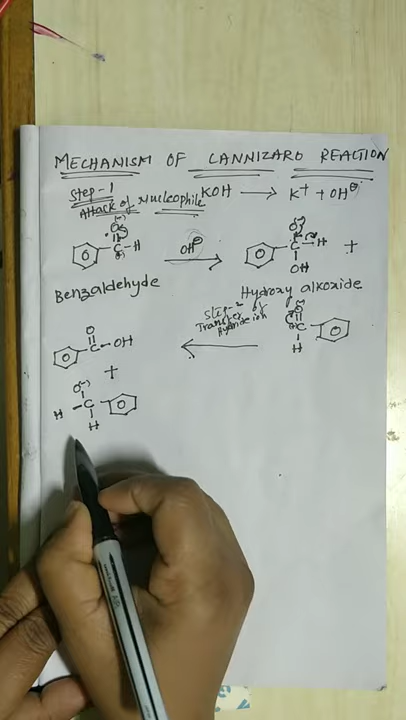 MECHANISM OF CANNIZARO REACTION
Step-1 KOH → K+ + OH⊖
Attack of Nucleophile
O(-)
C-H
OH⊖
O(-)
C H +
OH
Benzaldehyde
Hydroxy alkoxide
Step-2
Transfer of
Hydride ion
O
C
H
O
C-OH
+
O(-)
H -C-
H